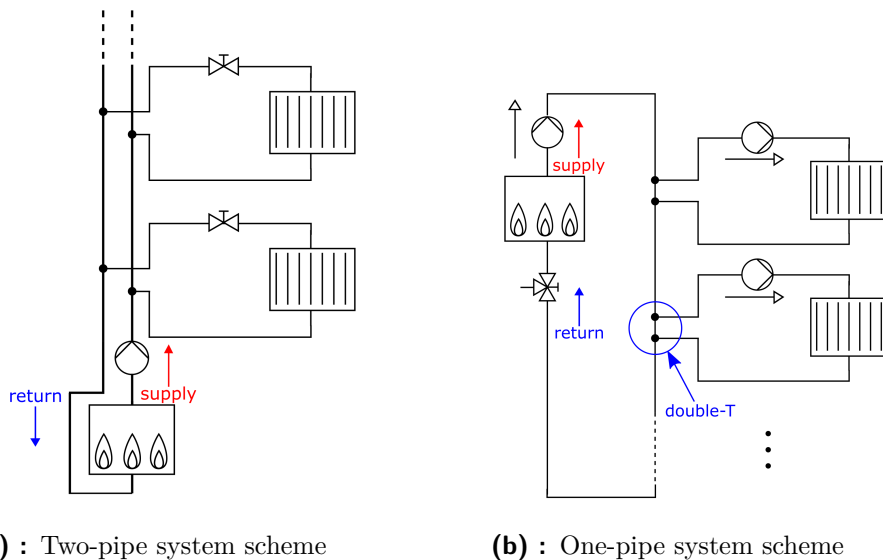 supply
return
) : Two-pipe system scheme
supply
return
double-T
(b) : One-pipe system scheme